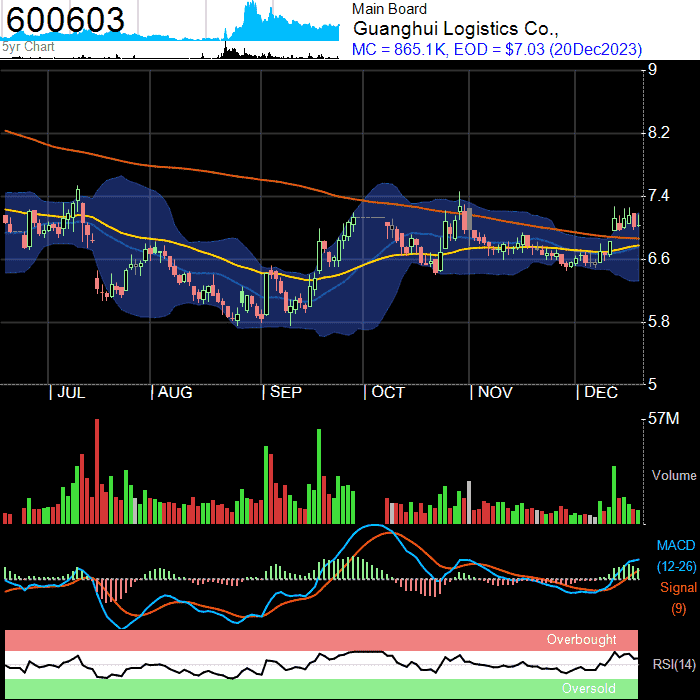 600603
5yr Chart
Main Board
Guanghui Logistics Co.,
MC = 865.1K, EOD = $7.03 (20Dec2023)
9
8.2
7.4
6.6
5.8
5
| JUL | AUG | SEP | OCT | NOV | DEC
57M
Volume
MACD
(12-26)
Signal
(9)
Overbought
RSI(14)
Oversold